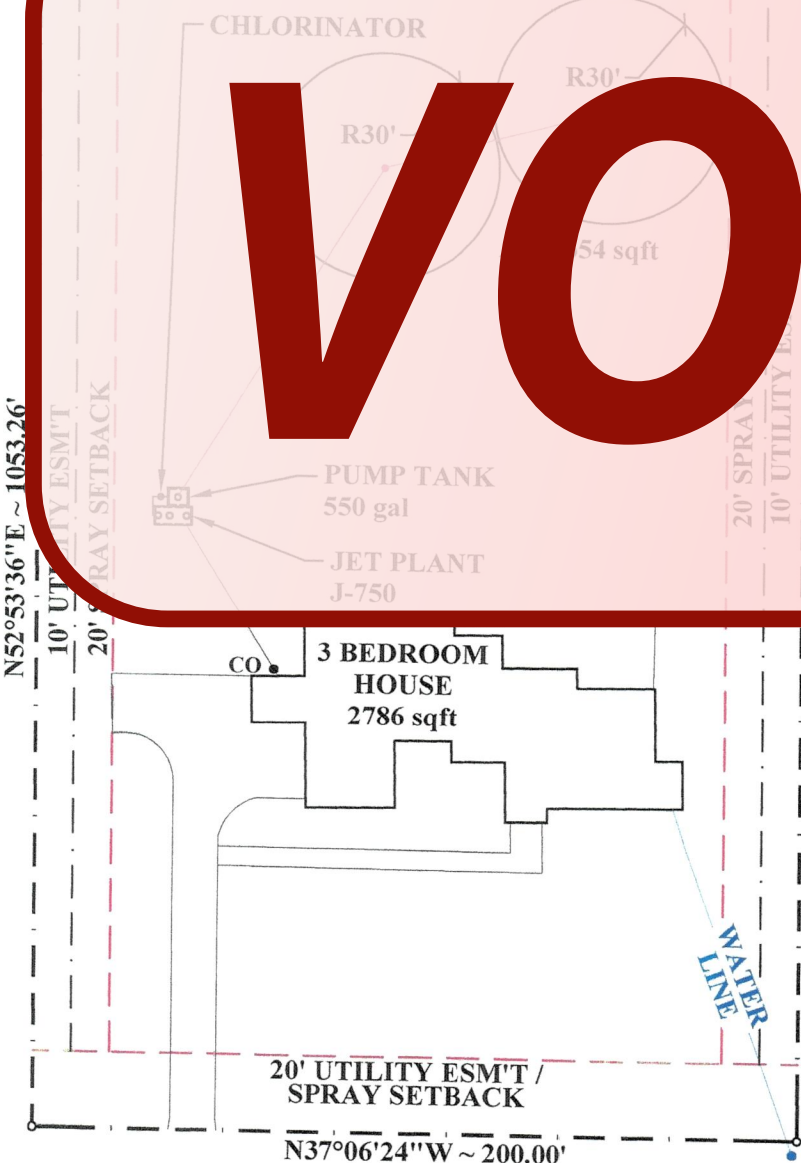 CHLORINATOR
R30'
R30'
54 sqft
VO
N52°53'36"E ~ 1053.26'
10' UTILITY ESM'T
20' SPRAY SETBACK
20' SPRAY
10' UTILITY ES
PUMP TANK
550 gal
JET PLANT
J-750
CO
3 BEDROOM
HOUSE
2786 sqft
WATER
LINE
20' UTILITY ESM'T /
SPRAY SETBACK
N37°06'24"W ~ 200.00'